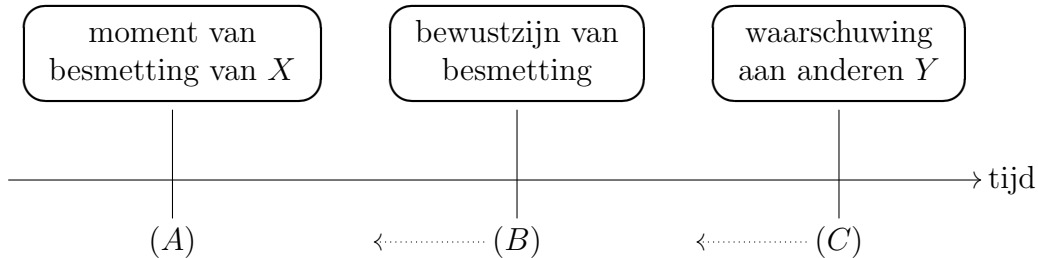 moment van
besmetting van X
bewustzijn van
besmetting
waarschuwing
aan anderen Y
tijd
(A)
(B)
(C)